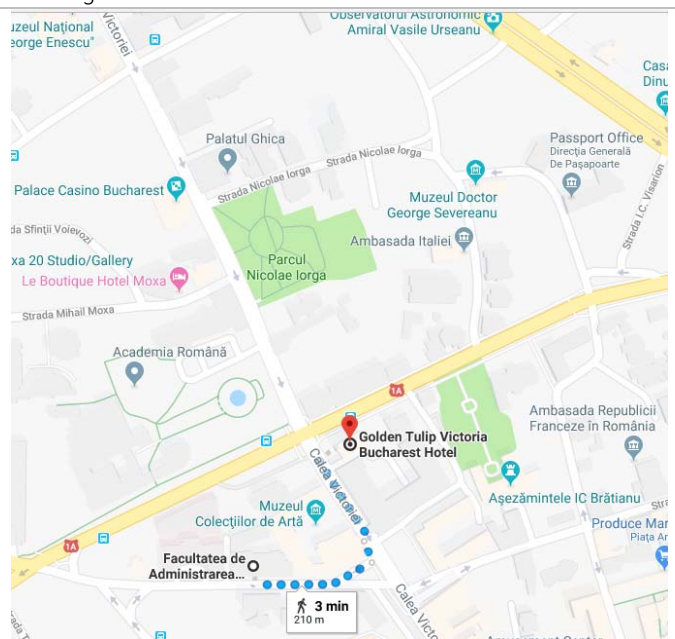 uzeul Național
eorge Enescu"
Victoriei
Observatorul Astronomic
Amiral Vasile Urseanu
Casa
Dinu
Palatul Ghica
Strada Nicolae Iorga
Strada Nicolae Iorga
Passport Office
Direcția Generală
De Pașapoarte
Palace Casino Bucharest
Muzeul Doctor
George Severeanu
Strada I.C. Visarion
da Sfinții Voievozi
Ambasada Italiei
xa 20 Studio/Gallery
Le Boutique Hotel Moxa
Parcul
Nicolae Iorga
Strada Mihail Moxa
Academia Română
1A
Golden Tulip Victoria
Bucharest Hotel
Ambasada Republicii
Franceze în România
Calea Victoriei
Așezămintele IC Brătianu
Muzeul
Colecțiilor de Artă
Stra
Produce Mar
Piața Am
1A
Facultatea de
Administrarea...
3 min
210 m
Calea Victo